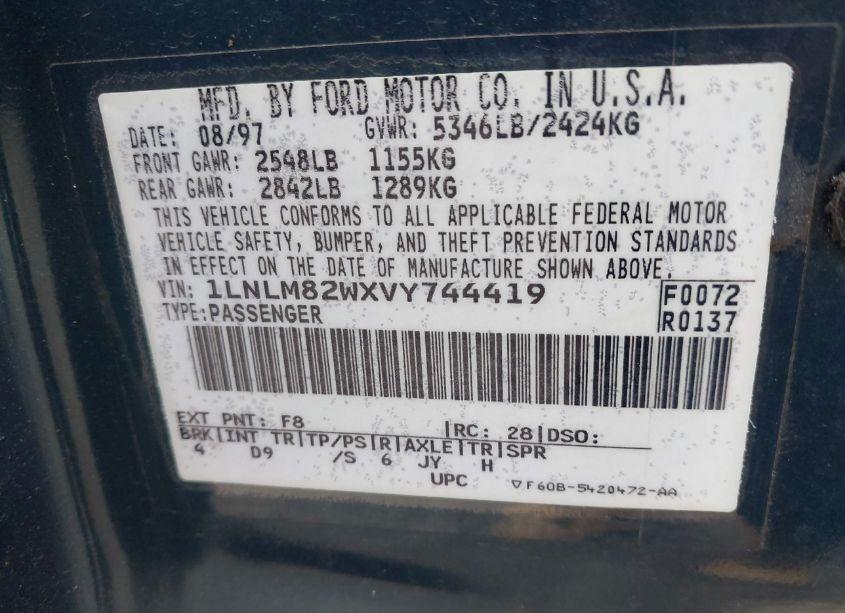 MFD. BY FORD MOTOR CO. IN U.S.A.
DATE: 08/97 GVWR: 5346LB/2424KG
FRONT GAWR: 2548LB 1155KG
REAR GAWR: 2842LB 1289KG
THIS VEHICLE CONFORMS TO ALL APPLICABLE FEDERAL MOTOR
VEHICLE SAFETY, BUMPER, AND THEFT PREVENTION STANDARDS
IN EFFECT ON THE DATE OF MANUFACTURE SHOWN ABOVE.
VIN: 1LNLM82WXVY744419 F0072
TYPE:PASSENGER R0137
EXT PNT: F8 |RC: 28|DSO:
BRK|INT TR|TP/PS|R|AXLE|TR|SPR
4 D9 /S 6 JY H
UPC ▽F60B-5420472-AA